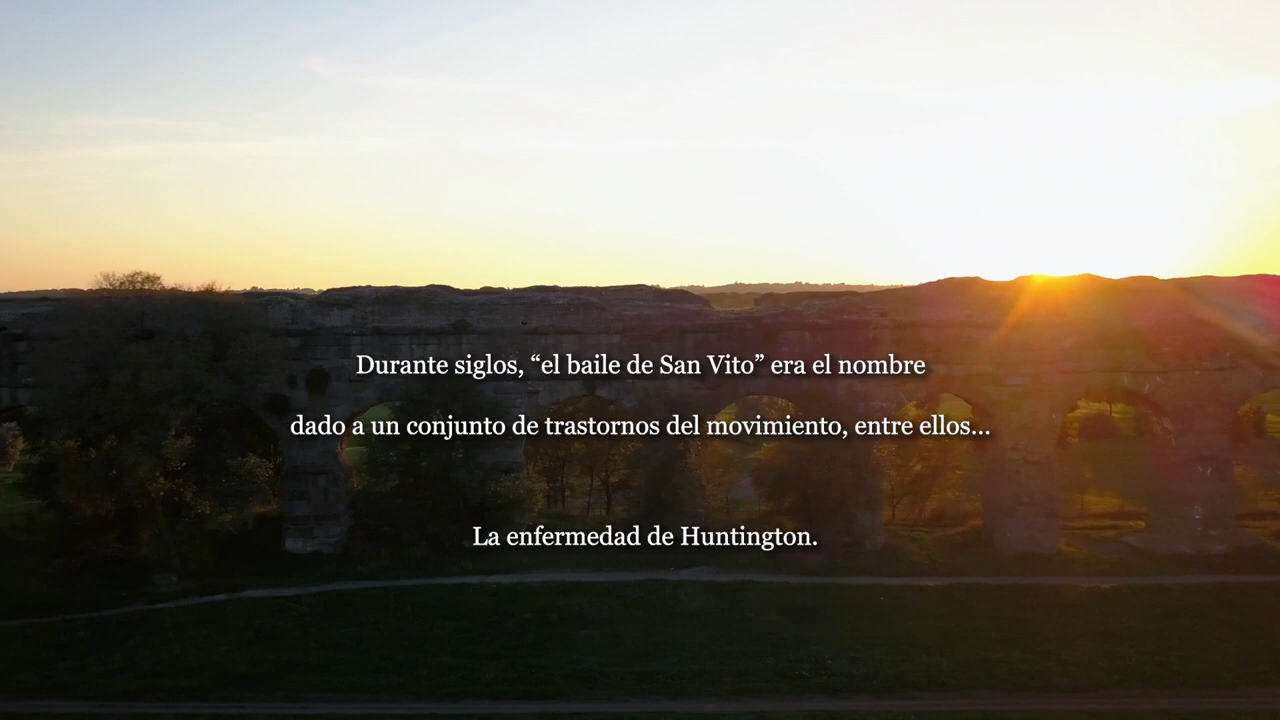 Durante siglos, “el baile de San Vito” era el nombre
dado a un conjunto de trastornos del movimiento, entre ellos...
La enfermedad de Huntington.